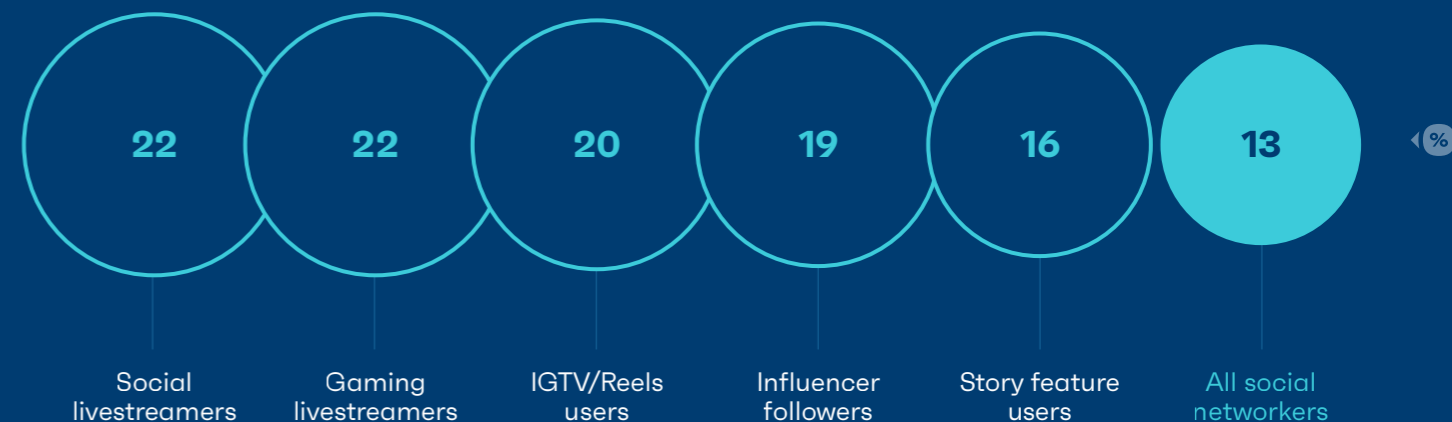 22 22 20 19 16 13 %
Social
livestreamers
Gaming
livestreamers
IGTV/Reels
users
Influencer
followers
Story feature
users
All social
networkers